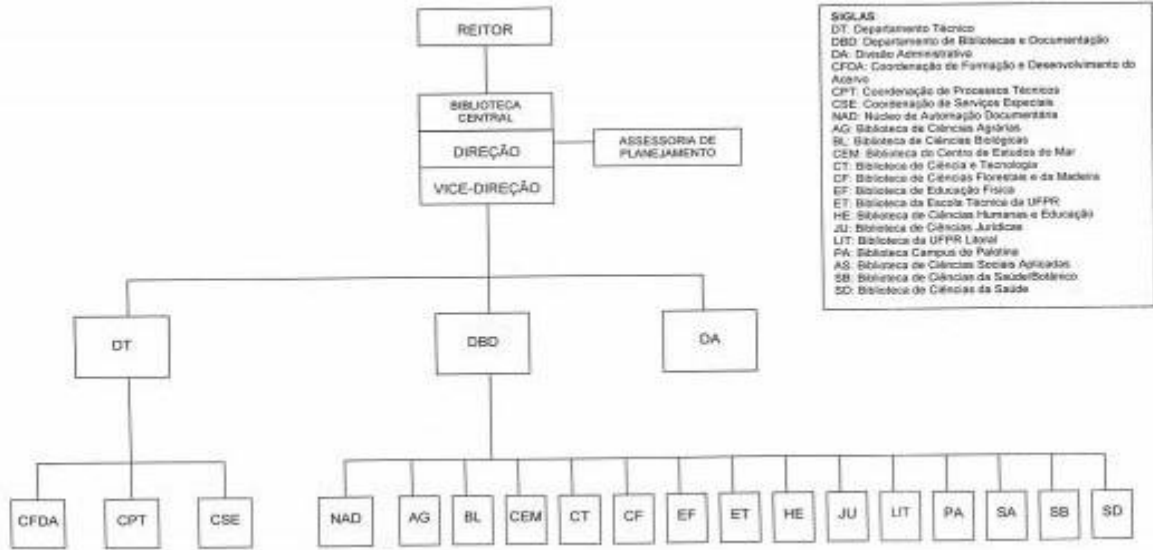 REITOR
BIBLIOTECA
CENTRAL
DIREÇÃO
VICE-DIREÇÃO
ASSESSORIA DE
PLANEJAMENTO
SIGLAS
DT: Departamento Técnico
DBD: Departamento de Bibliotecas e Documentação
DA: Divisão Administrativa
CFDA: Coordenação de Formação e Desenvolvimento do
Acervo
CPT: Coordenação de Processos Técnicos
CSE: Coordenação de Serviços Especiais
NAD: Núcleo de Automação Documentária
AG: Biblioteca de Ciências Agrárias
BL: Biblioteca de Ciências Biológicas
CEM: Biblioteca do Centro de Estudos do Mar
CT: Biblioteca de Ciência e Tecnologia
CF: Biblioteca de Ciências Florestais e da Madeira
EF: Biblioteca de Educação Física
ET: Biblioteca da Escola Técnica da UFPR
HE: Biblioteca de Ciências Humanas e Educação
JU: Biblioteca de Ciências Jurídicas
LIT: Biblioteca da UFPR Litoral
PA: Biblioteca Campus de Palotina
AS: Biblioteca de Ciências Sociais Aplicadas
SB: Biblioteca de Ciências da Saúde/Botânico
SD: Biblioteca de Ciências da Saúde
DT
DBD
DA
CFDA
CPT
CSE
NAD
AG
BL
CEM
CT
CF
EF
ET
HE
JU
LIT
PA
SA
SB
SD